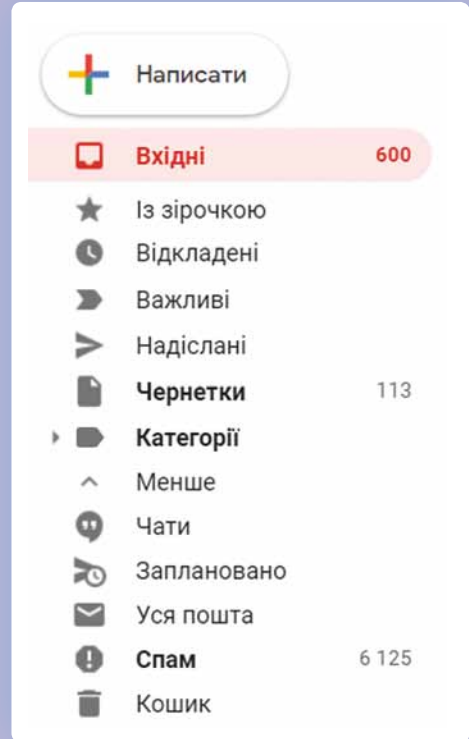 Написати
Вхідні 600
Із зірочкою
Відкладені
Важливі
Надіслані
Чернетки 113
Категорії
Менше
Чати
Заплановано
Уся пошта
Спам 6 125
Кошик